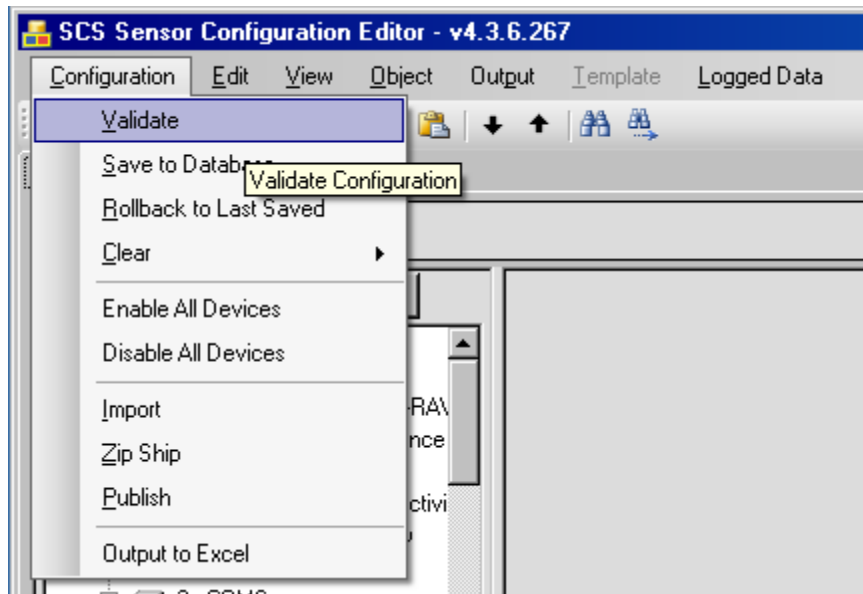 SCS Sensor Configuration Editor - v4.3.6.267
Configuration Edit View Object Output Template Logged Data
Validate
Save to Database
Validate Configuration
Rollback to Last Saved
Clear
Enable All Devices
Disable All Devices
Import
Zip Ship
Publish
Output to Excel